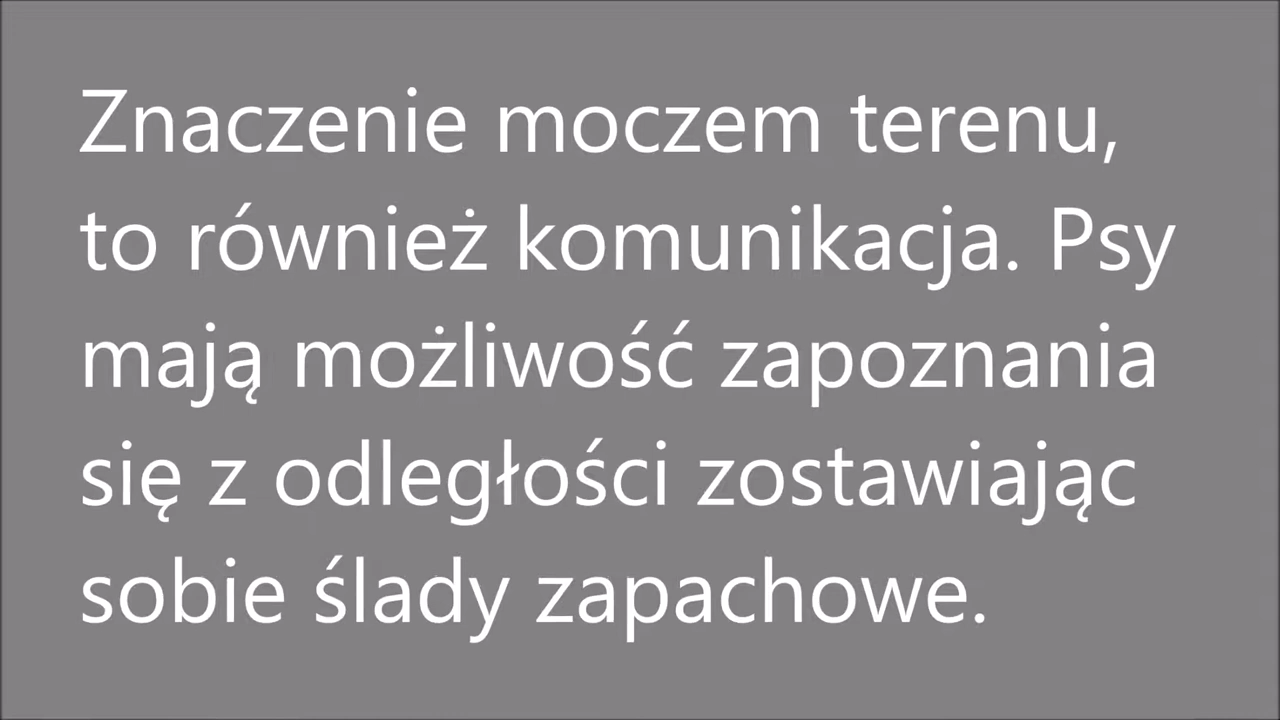 Znaczenie moczem terenu,
to również komunikacja. Psy
mają możliwość zapoznania
się z odległości zostawiając
sobie ślady zapachowe.